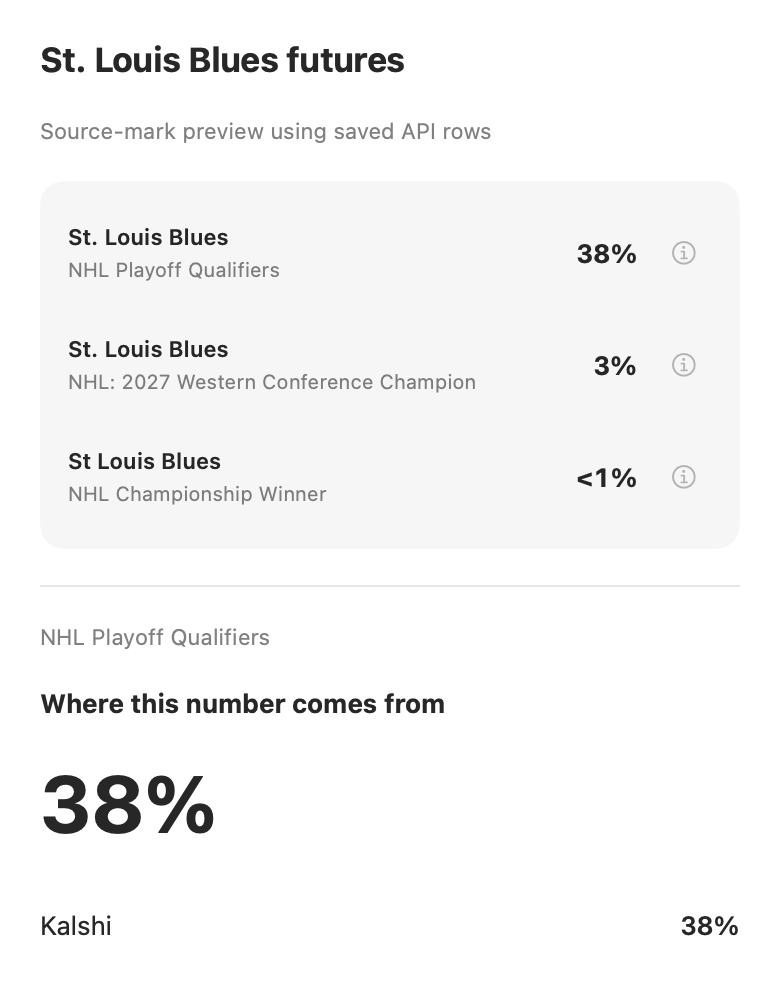 St. Louis Blues futures
Source-mark preview using saved API rows
St. Louis Blues
NHL Playoff Qualifiers
38%
St. Louis Blues
NHL: 2027 Western Conference Champion
3%
St Louis Blues
NHL Championship Winner
<1%
NHL Playoff Qualifiers
Where this number comes from
38%
Kalshi 38%